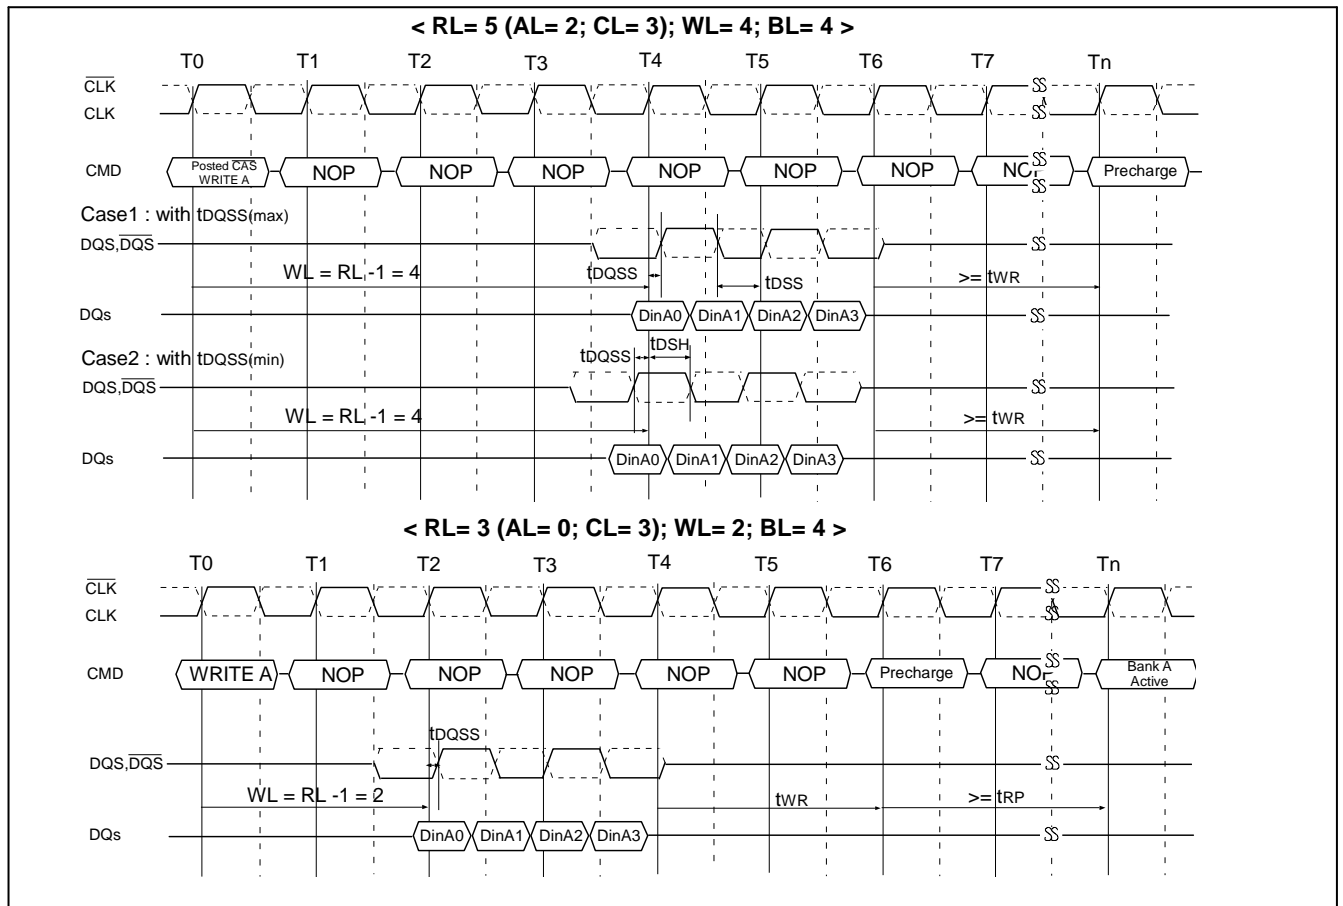 < RL= 5 (AL= 2; CL= 3); WL= 4; BL= 4 >
T0 T1 T2 T3 T4 T5 T6 T7 Tn
CLK
CLK
CMD Posted CAS WRITE A NOP NOP NOP NOP NOP NOP NOP Precharge
Case1 : with tDQSS(max)
DQS,DQS
WL = RL -1 = 4 tDQSS tDSS >= tWR
DQs DinA0 DinA1 DinA2 DinA3
Case2 : with tDQSS(min) tDQSS tDSH
DQS,DQS
WL = RL -1 = 4 >= tWR
DQs DinA0 DinA1 DinA2 DinA3
< RL= 3 (AL= 0; CL= 3); WL= 2; BL= 4 >
T0 T1 T2 T3 T4 T5 T6 T7 Tn
CLK
CLK
CMD WRITE A NOP NOP NOP NOP NOP Precharge NOP Bank A Active
tDQSS
DQS,DQS
WL = RL -1 = 2 tWR >= tRP
DQs DinA0 DinA1 DinA2 DinA3